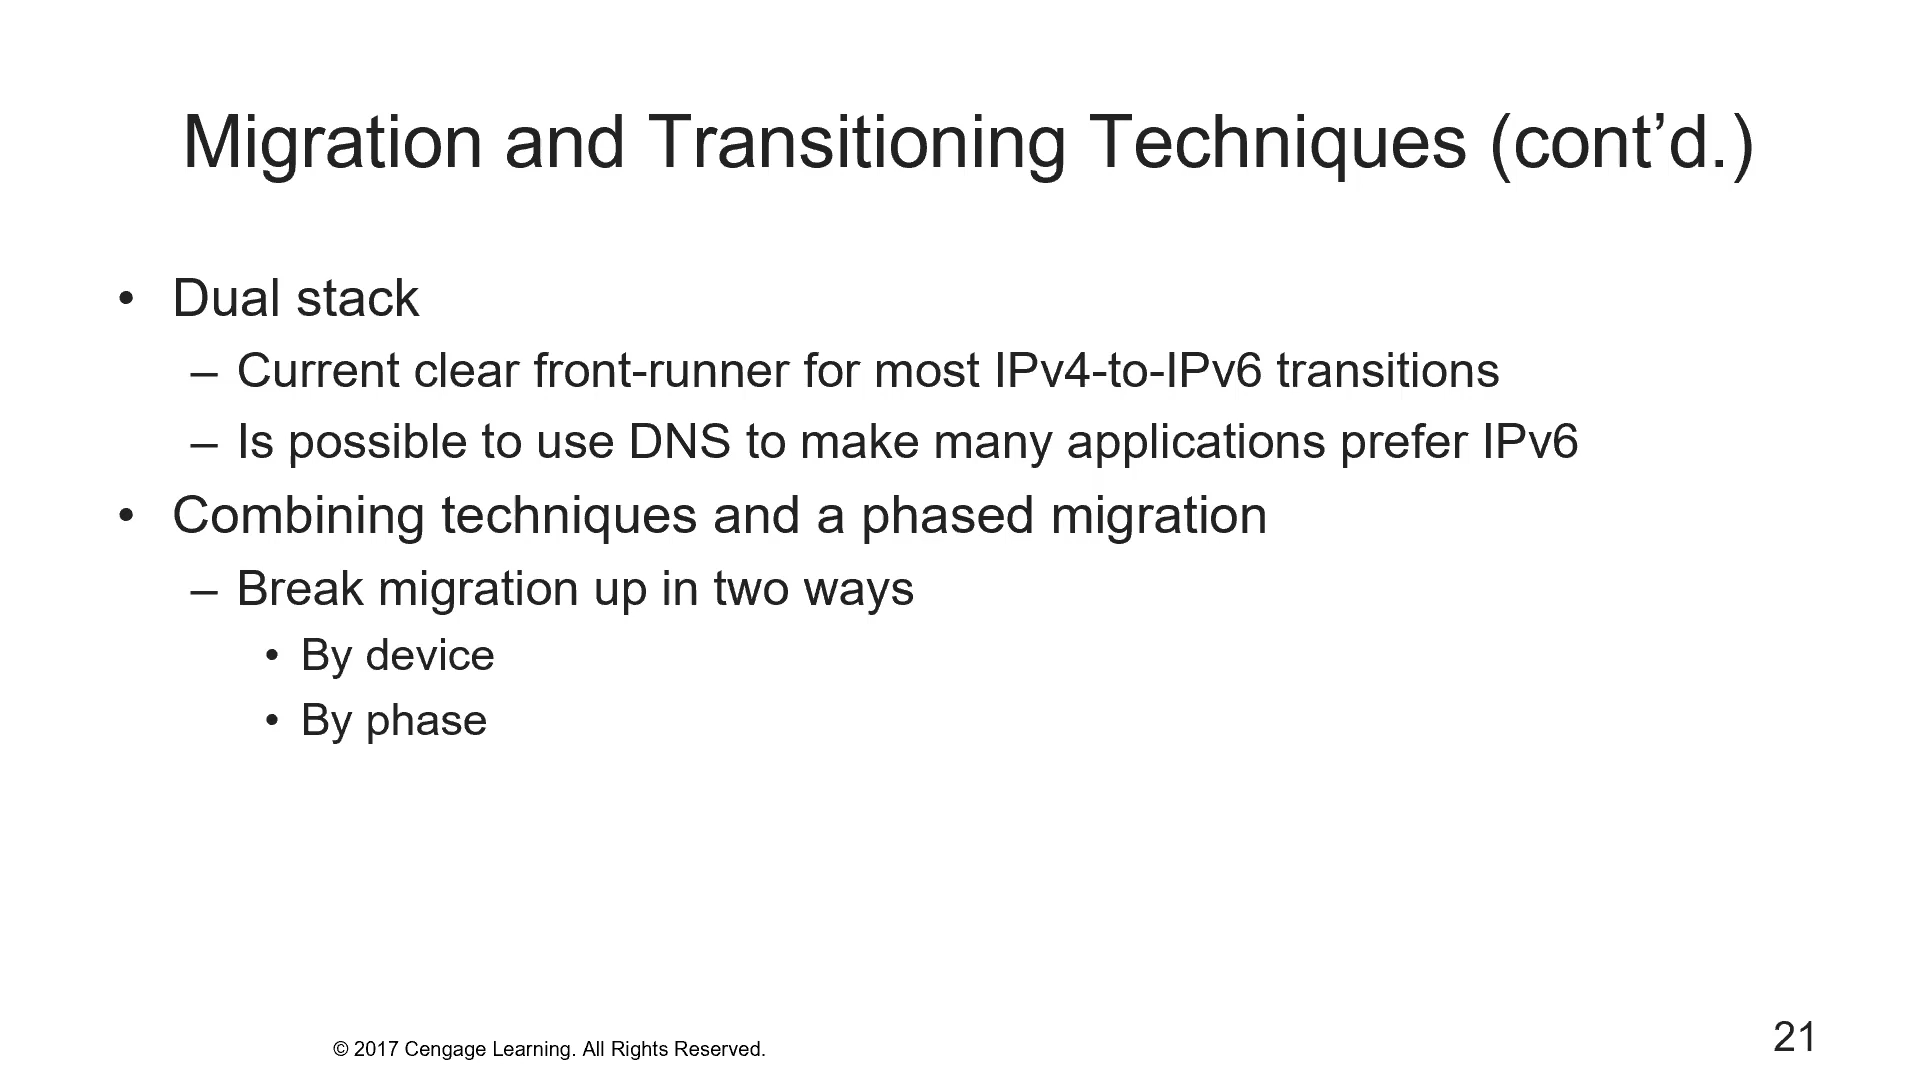 Migration and Transitioning Techniques (cont’d.)
• Dual stack
– Current clear front-runner for most IPv4-to-IPv6 transitions
– Is possible to use DNS to make many applications prefer IPv6
• Combining techniques and a phased migration
– Break migration up in two ways
• By device
• By phase
© 2017 Cengage Learning. All Rights Reserved.
21